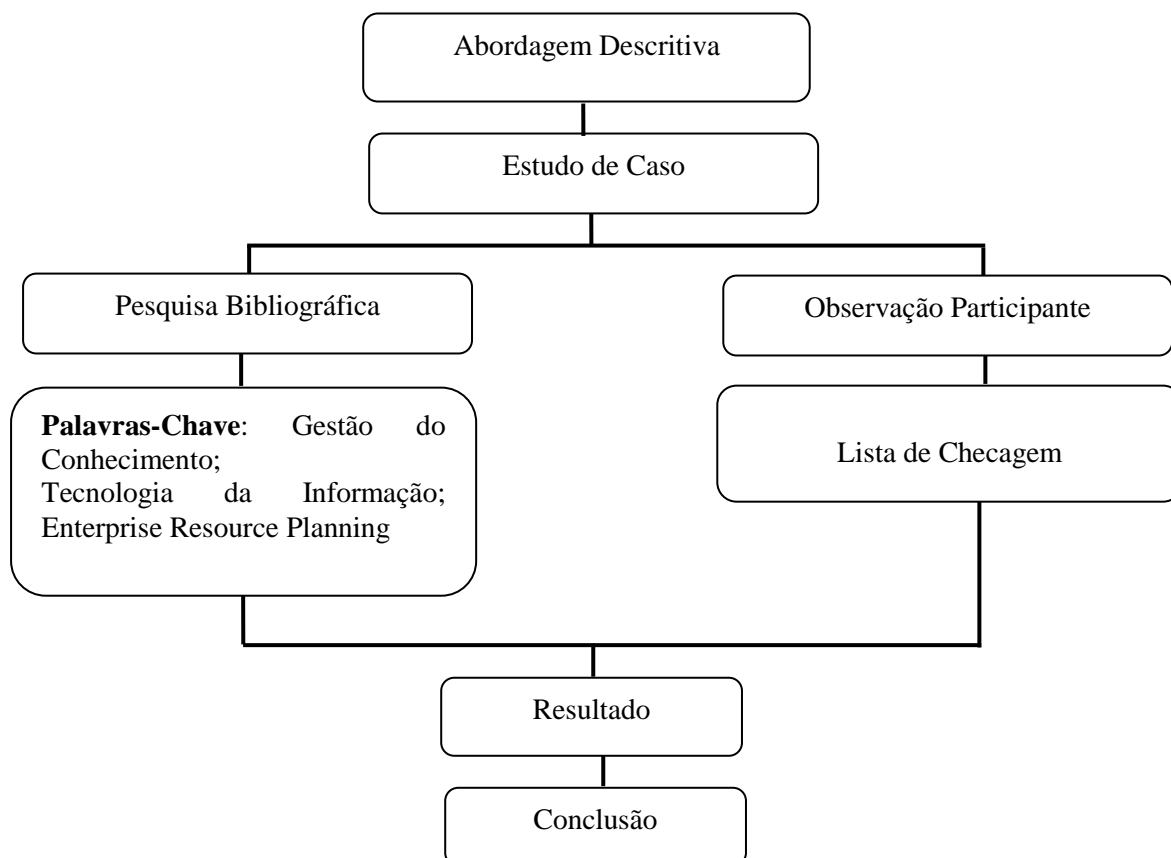 Abordagem Descritiva
Estudo de Caso
Pesquisa Bibliográfica
Observação Participante
Palavras-Chave: Gestão do
Conhecimento;
Tecnologia da Informação;
Enterprise Resource Planning
Lista de Checagem
Resultado
Conclusão